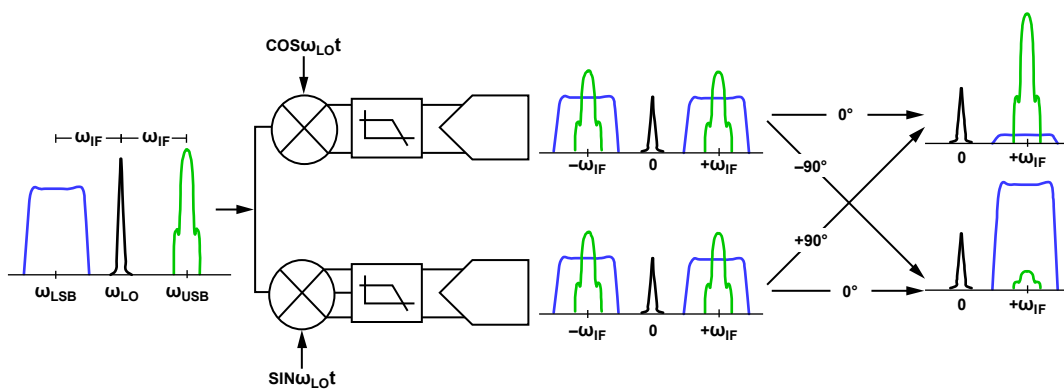 COSωLOt
ωIF ωIF
ωLSB ωLO ωUSB
SINωLOt
–ωIF 0 +ωIF
–ωIF 0 +ωIF
0°
–90°
+90°
0°
0 +ωIF
0 +ωIF